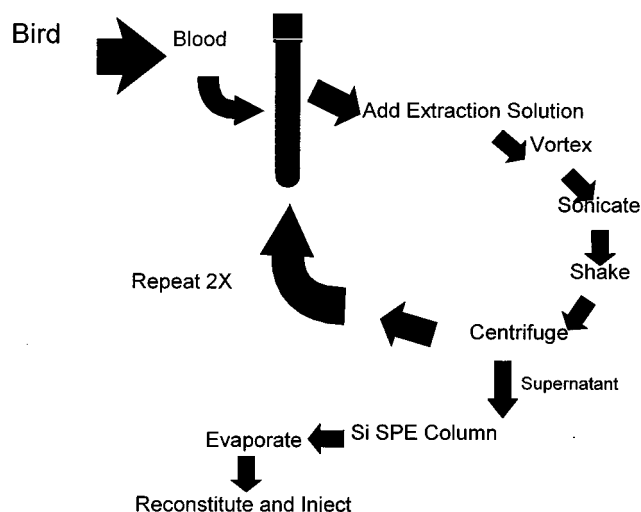 Bird
Blood
Add Extraction Solution
Vortex
Sonicate
Shake
Repeat 2X
Centrifuge
Supernatant
Si SPE Column
Evaporate
Reconstitute and Iniect